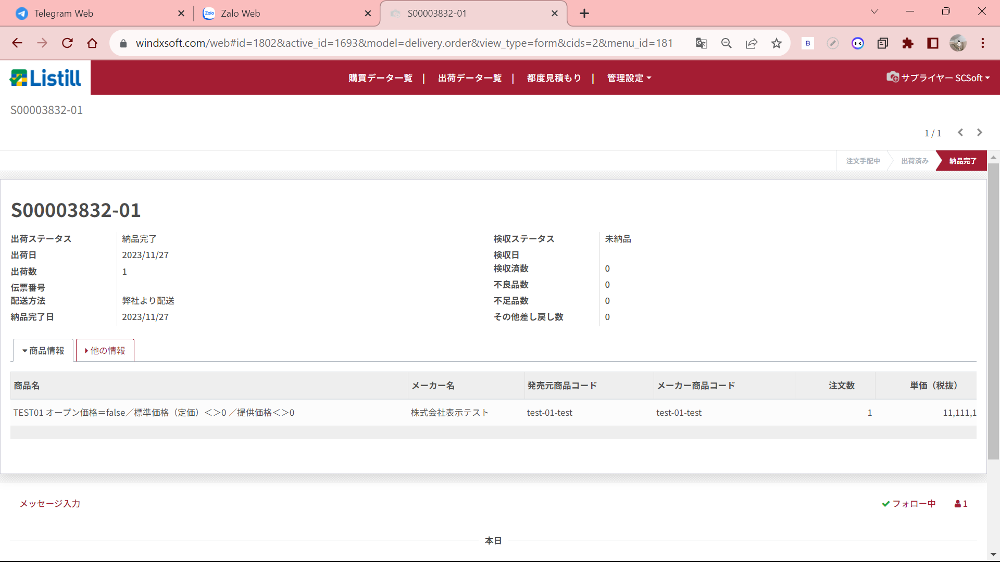 Telegram Web
Zalo Web
S00003832-01
windxsoft.com/web#id=1802&active_id=1693&model=delivery.order&view_type=form&cids=2&menu_id=181
B
Listill
購買データ一覧 | 出荷データ一覧 | 都度見積もり | 管理設定
サプライヤー SCSoft
S00003832-01
1 / 1
注文手配中 出荷済み 納品完了
S00003832-01
出荷ステータス 納品完了
出荷日 2023/11/27
出荷数 1
伝票番号
配送方法 弊社より配送
納品完了日 2023/11/27
検収ステータス 未納品
検収日
検収済数 0
不良品数 0
不足品数 0
その他差し戻し数 0
商品情報 他の情報
商品名 メーカー名 発売元商品コード メーカー商品コード 注文数 単価（税抜）
TEST01 オープン価格＝false／標準価格（定価）＜＞0 ／提供価格＜＞0 株式会社表示テスト test-01-test test-01-test 1 11,111,1
メッセージ入力 フォロー中 1
本日